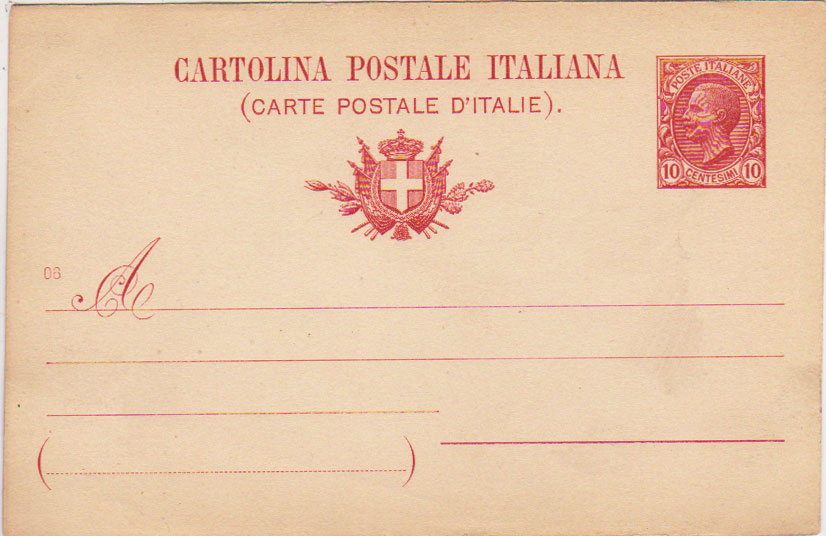 CARTOLINA POSTALE ITALIANA
(CARTE POSTALE D'ITALIE).
POSTE ITALIANE
10 CENTESIMI 10
06
A